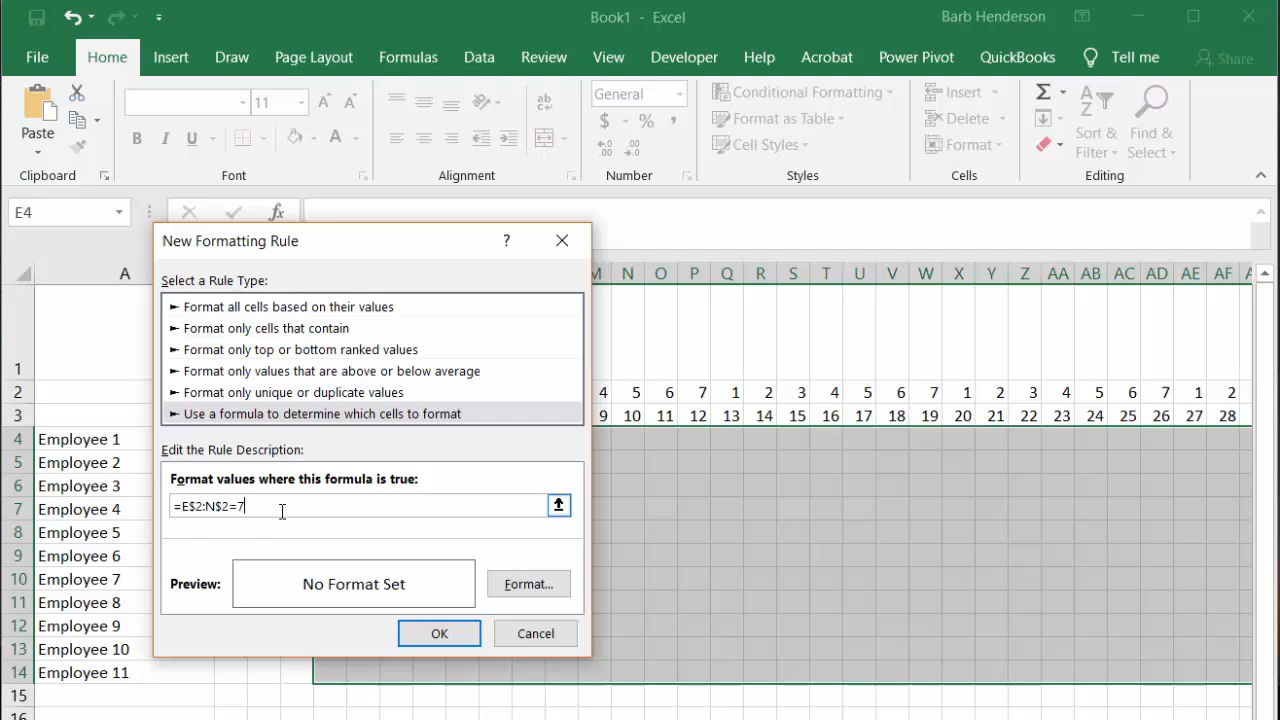 Book1 - Excel
Barb Henderson
File Home Insert Draw Page Layout Formulas Data Review View Developer Help Acrobat Power Pivot QuickBooks Tell me Share
Paste
11
B I U A
ab
General
$ % ,
Conditional Formatting
Format as Table
Cell Styles
Insert
Delete
Format
Sort & Filter
Find & Select
Clipboard Font Alignment Number Styles Cells Editing
E4
fx
New Formatting Rule
? 
Select a Rule Type:
► Format all cells based on their values
► Format only cells that contain
► Format only top or bottom ranked values
► Format only values that are above or below average
► Format only unique or duplicate values
► Use a formula to determine which cells to format
Edit the Rule Description:
Format values where this formula is true:
=E$2:N$2=7
Preview:
No Format Set
Format...
OK
Cancel
A M N O P Q R S T U V W X Y Z AA AB AC AD AE AF
1
2 4 5 6 7 1 2 3 4 5 6 7 1 2 3 4 5 6 7 1 2
3 9 10 11 12 13 14 15 16 17 18 19 20 21 22 23 24 25 26 27 28
4 Employee 1
5 Employee 2
6 Employee 3
7 Employee 4
8 Employee 5
9 Employee 6
10 Employee 7
11 Employee 8
12 Employee 9
13 Employee 10
14 Employee 11
15
16